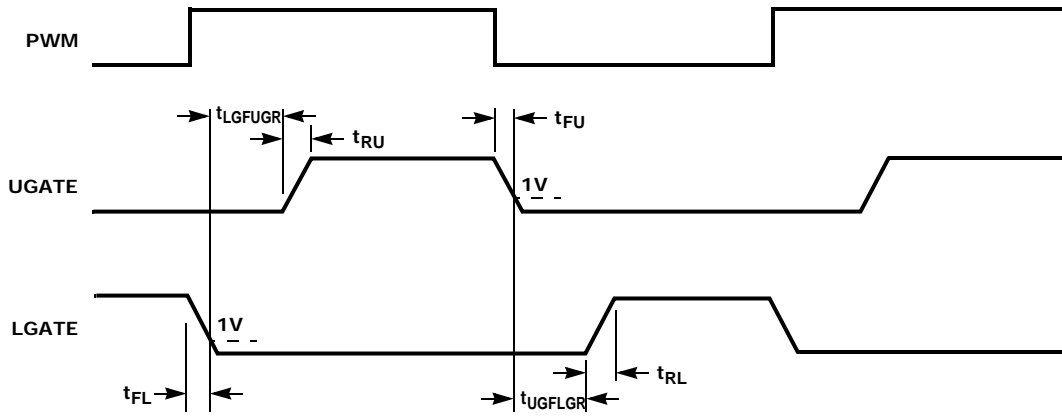 PWM
tLGFUGR
tRU
tFU
UGATE
1V
LGATE
1V
tFL
tUGFLGR
tRL